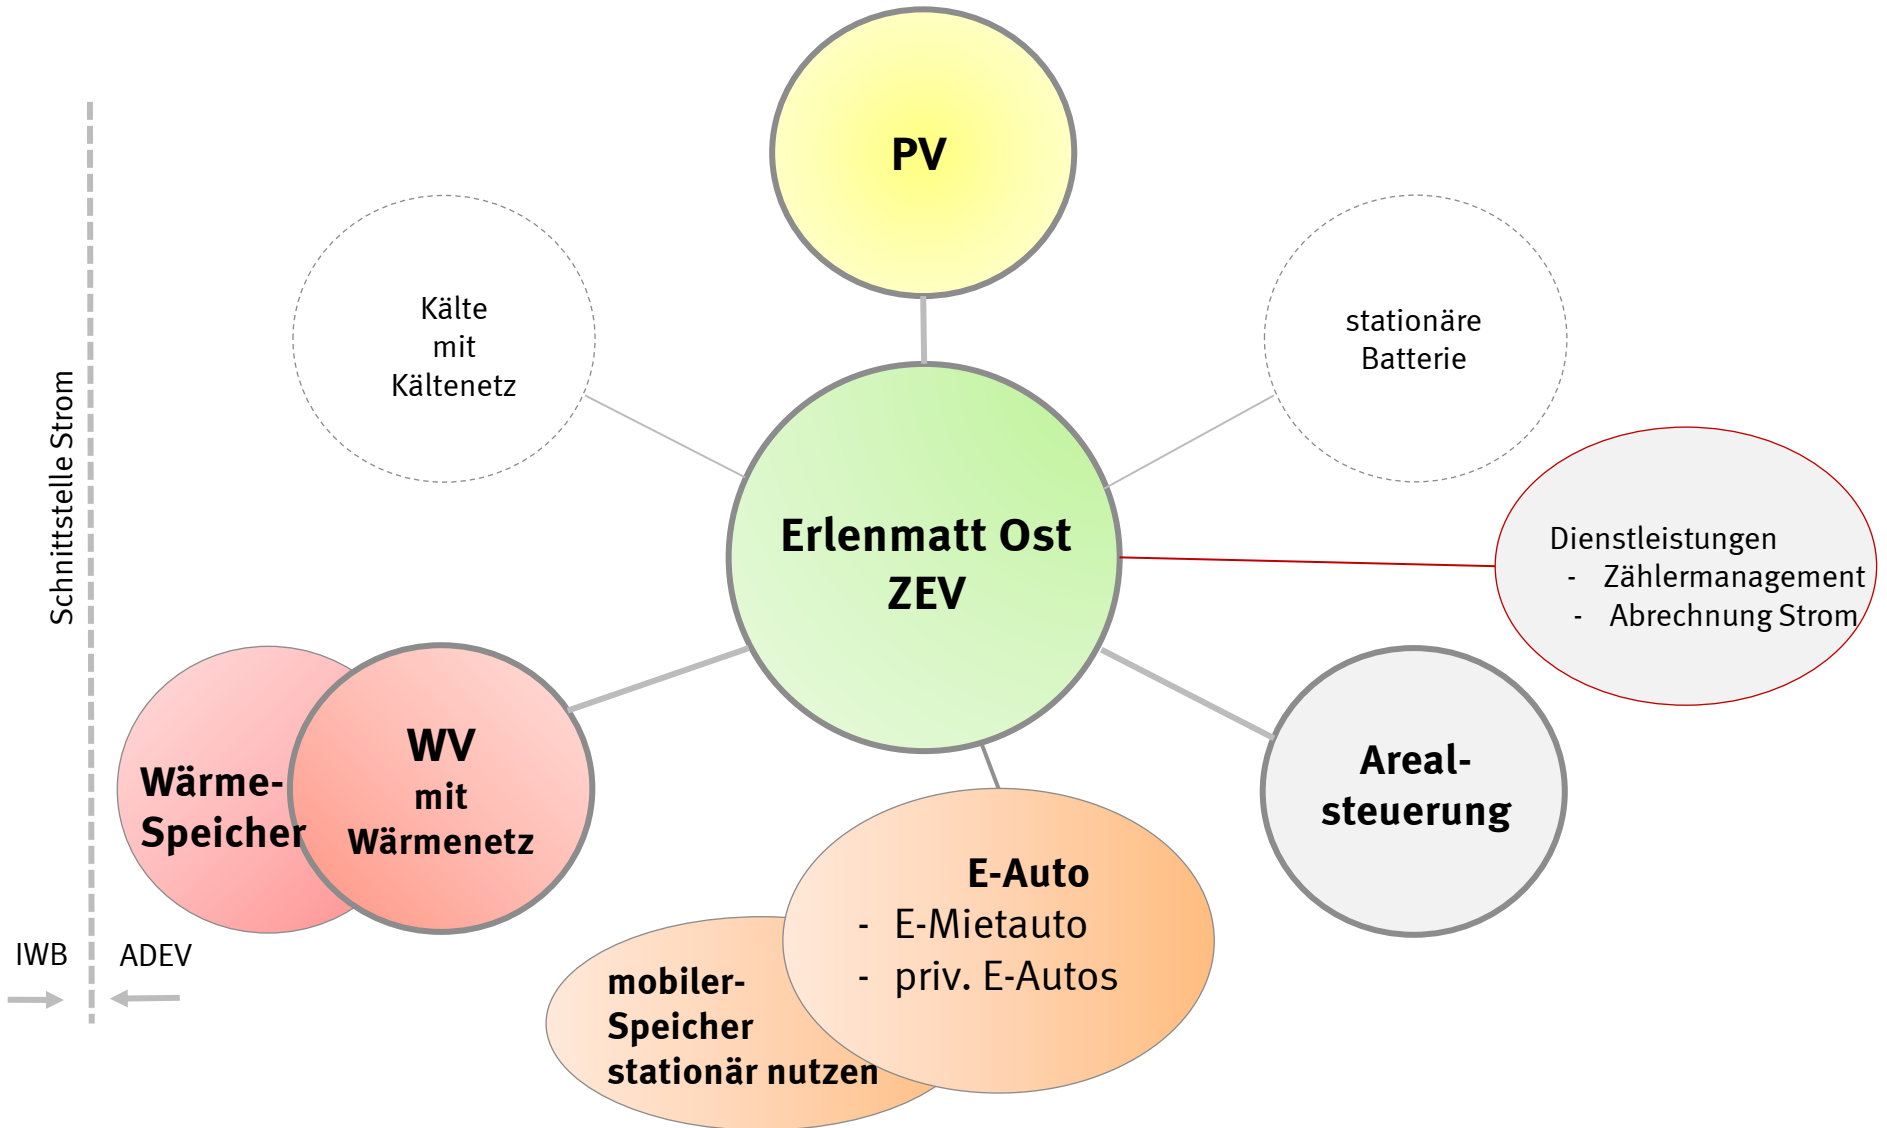 PV
Kälte
mit
Kältenetz
stationäre
Batterie
Schnittstelle Strom
Erlenmatt Ost
ZEV
Dienstleistungen
- Zählermanagement
- Abrechnung Strom
Wärme-
Speicher
WV
mit
Wärmenetz
Areal-
steuerung
E-Auto
- E-Mietauto
- priv. E-Autos
mobiler-
Speicher
stationär nutzen
IWB
ADEV